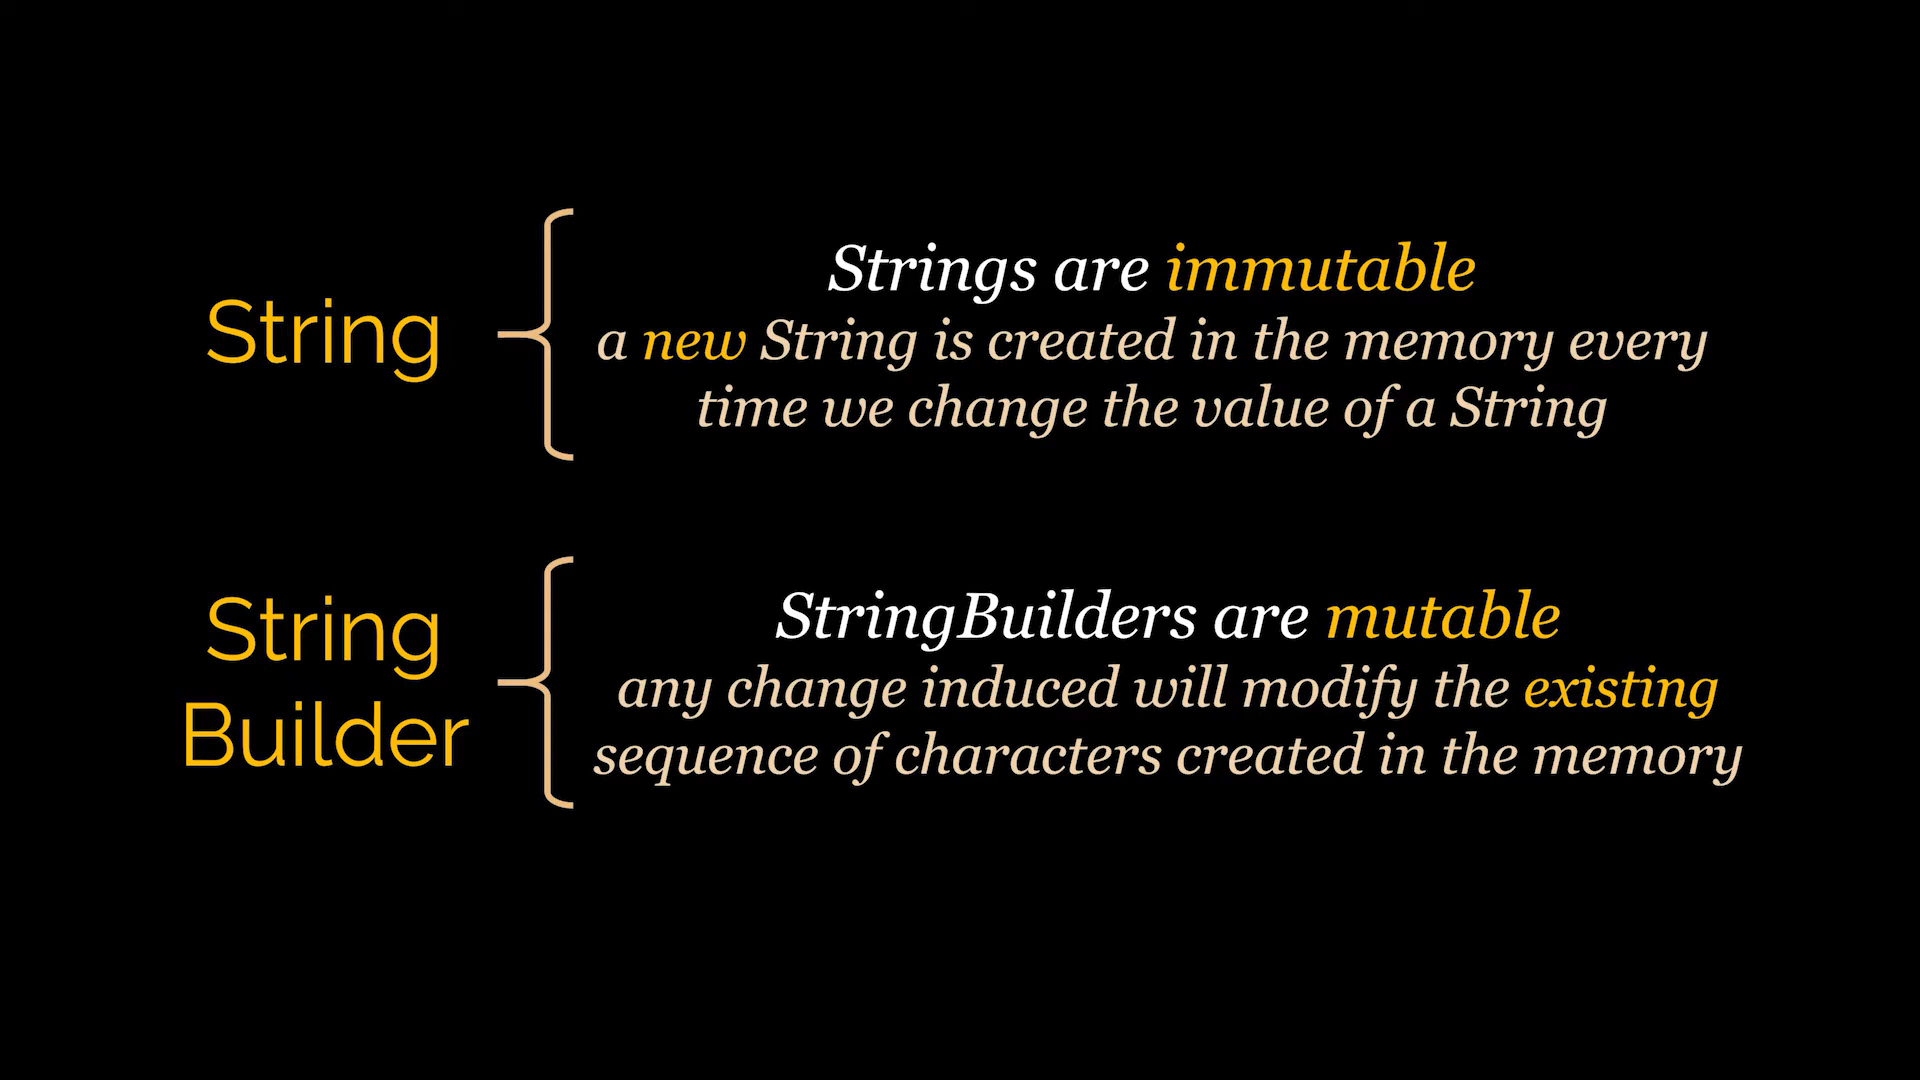 String
Strings are immutable
a new String is created in the memory every
time we change the value of a String
String
Builder
StringBuilders are mutable
any change induced will modify the existing
sequence of characters created in the memory